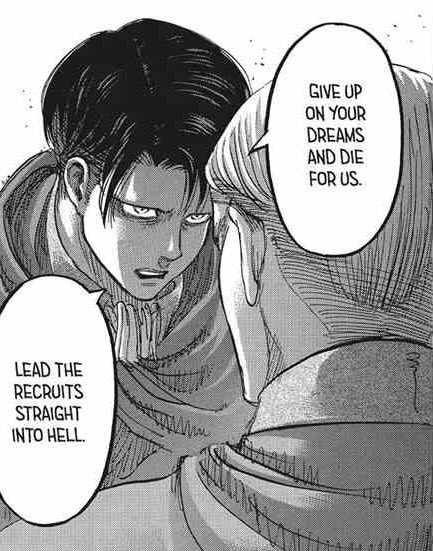 GIVE UP
ON YOUR
DREAMS
AND DIE
FOR US.
LEAD THE
RECRUITS
STRAIGHT
INTO HELL.